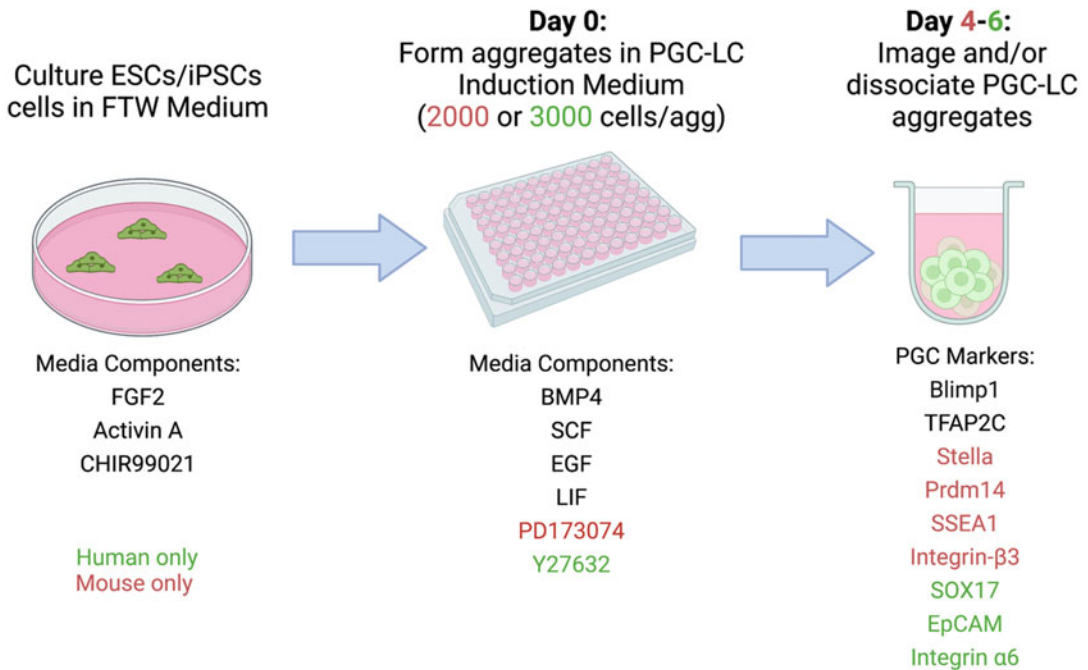 Culture ESCs/iPSCs
cells in FTW Medium
Media Components:
FGF2
Activin A
CHIR99021
Human only
Mouse only
Day 0:
Form aggregates in PGC-LC
Induction Medium
(2000 or 3000 cells/agg)
Media Components:
BMP4
SCF
EGF
LIF
PD173074
Y27632
Day 4-6:
Image and/or
dissociate PGC-LC
aggregates
PGC Markers:
Blimp1
TFAP2C
Stella
Prdm14
SSEA1
Integrin-β3
SOX17
EpCAM
Integrin α6